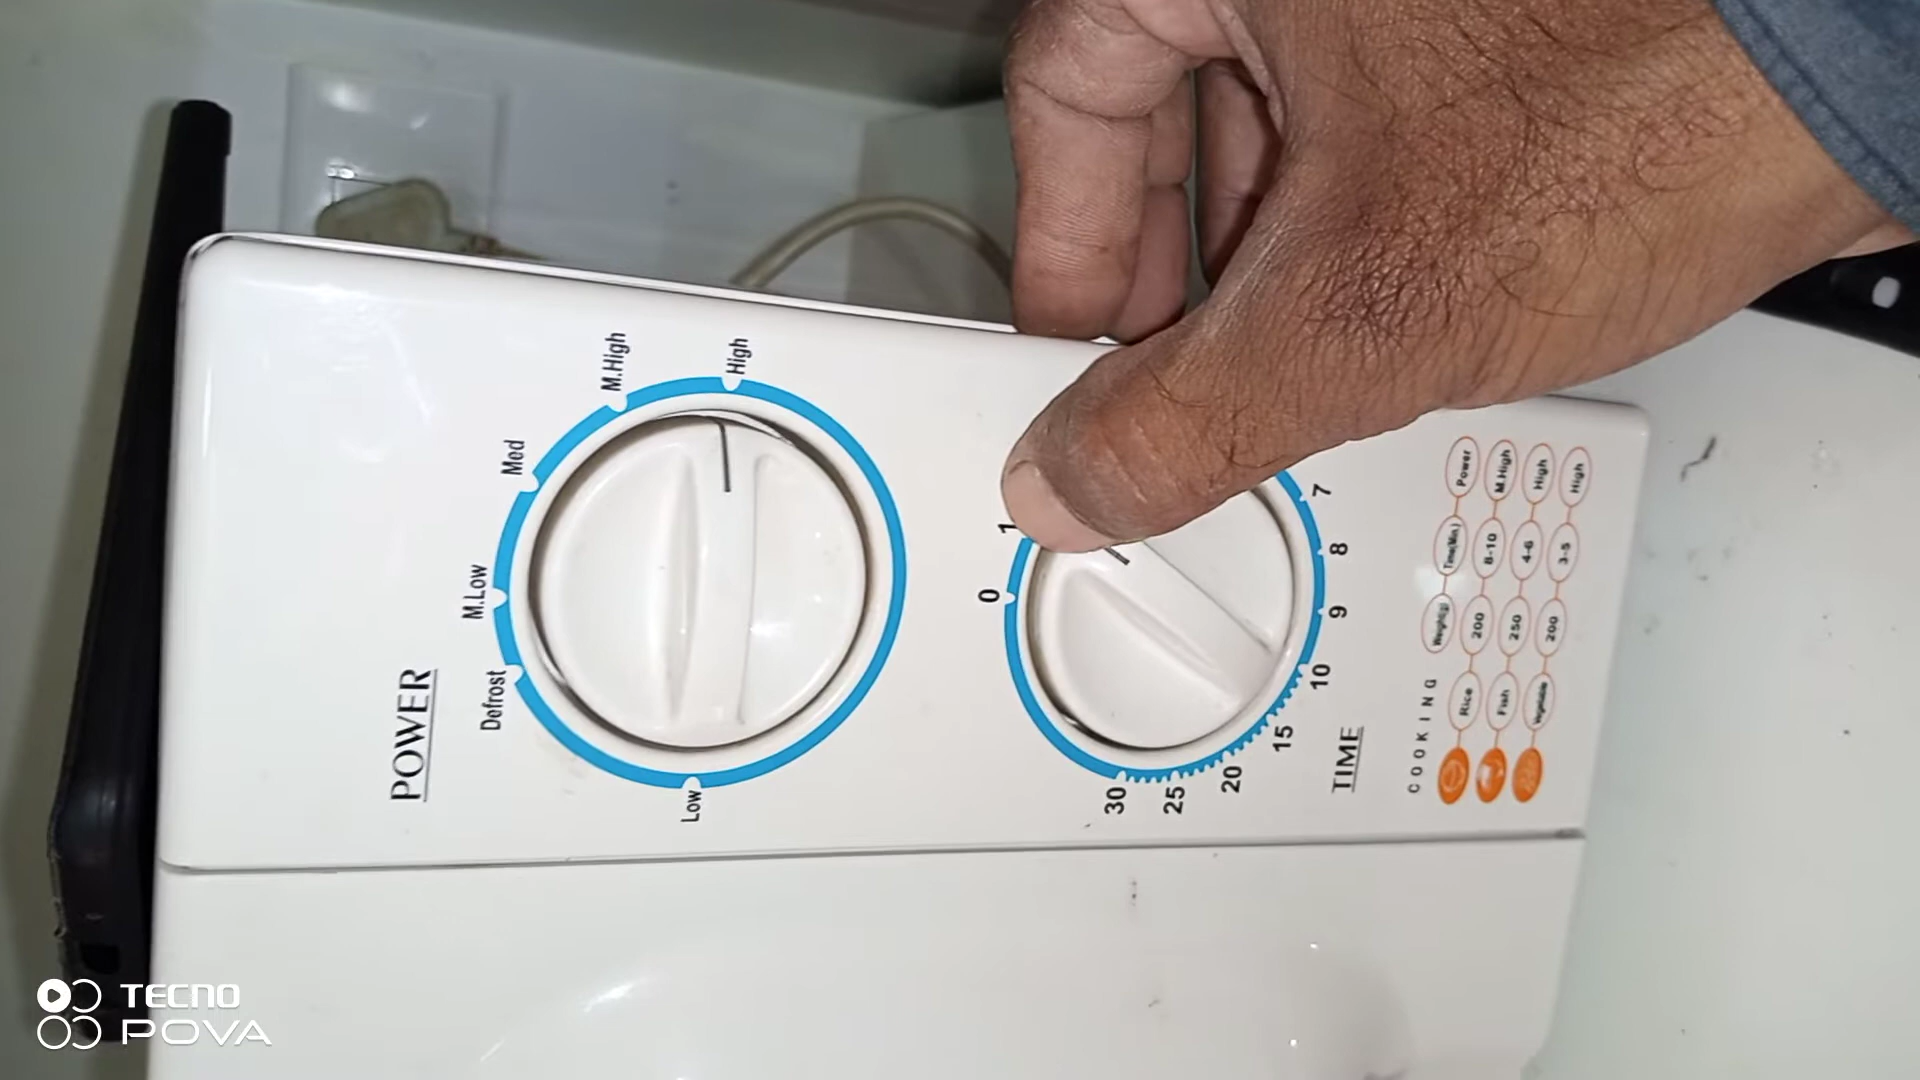 POWER
Defrost
M.Low
Med
M.High
High
Low
0
1
7
8
9
10
15
20
25
30
TIME
COOKING
Weight(g) Time(Min) Power
Rice 200 8-10 M.High
Fish 250 4-6 High
Vegetable 200 3-5 High
TECNO
POVA